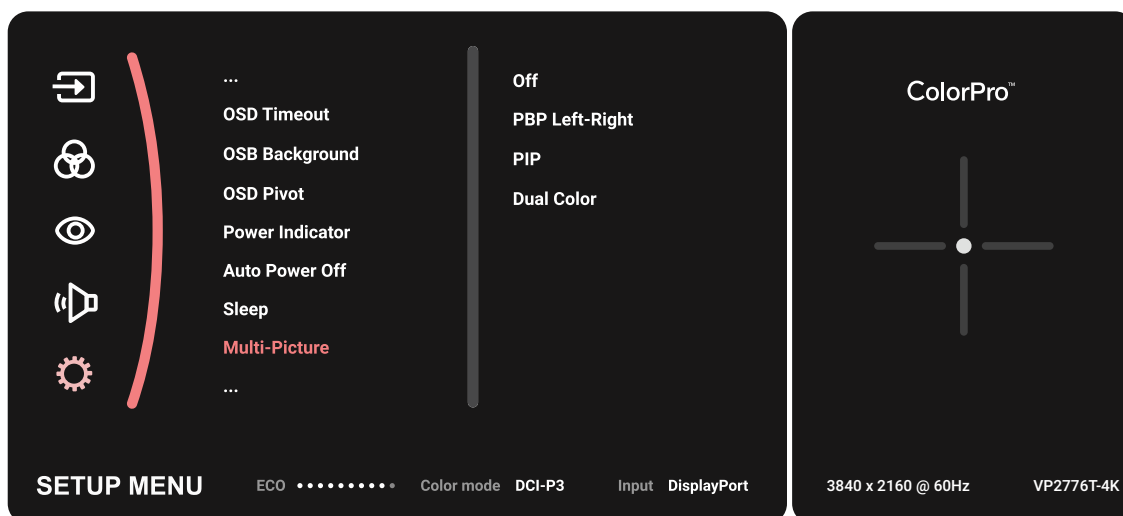 ...
OSD Timeout
OSB Background
OSD Pivot
Power Indicator
Auto Power Off
Sleep
Multi-Picture
...
Off
PBP Left-Right
PIP
Dual Color
SETUP MENU ECO Color mode DCI-P3 Input DisplayPort
ColorPro™
3840 x 2160 @ 60Hz VP2776T-4K